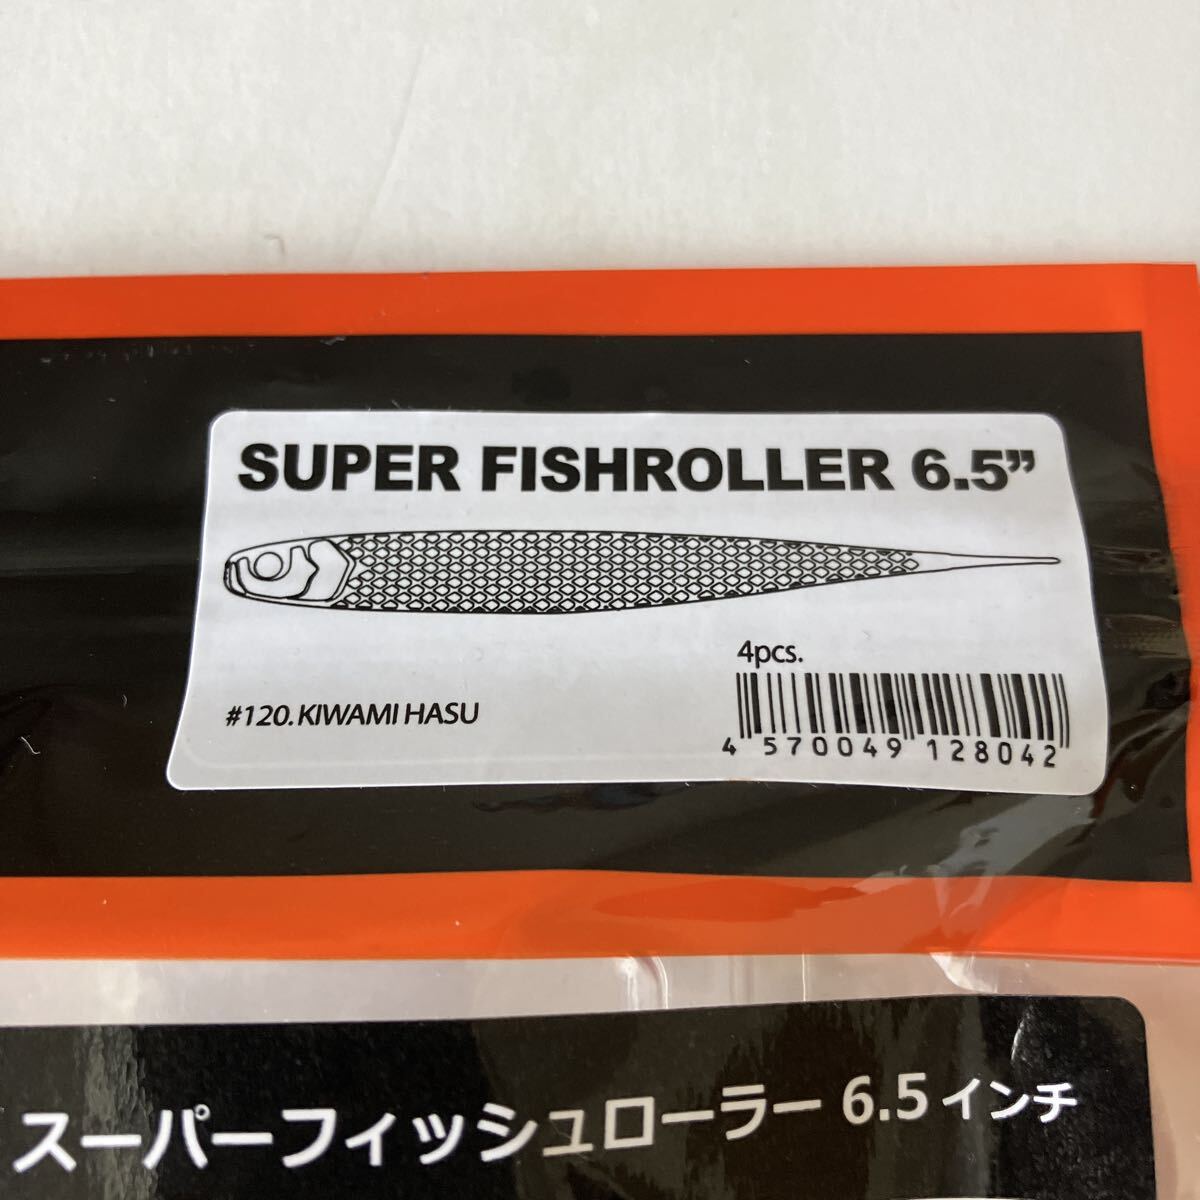 SUPER FISHROLLER 6.5”
4pcs.
#120.KIWAMI HASU
4 570049 128042
スーパーフィッシュローラー 6.5インチ